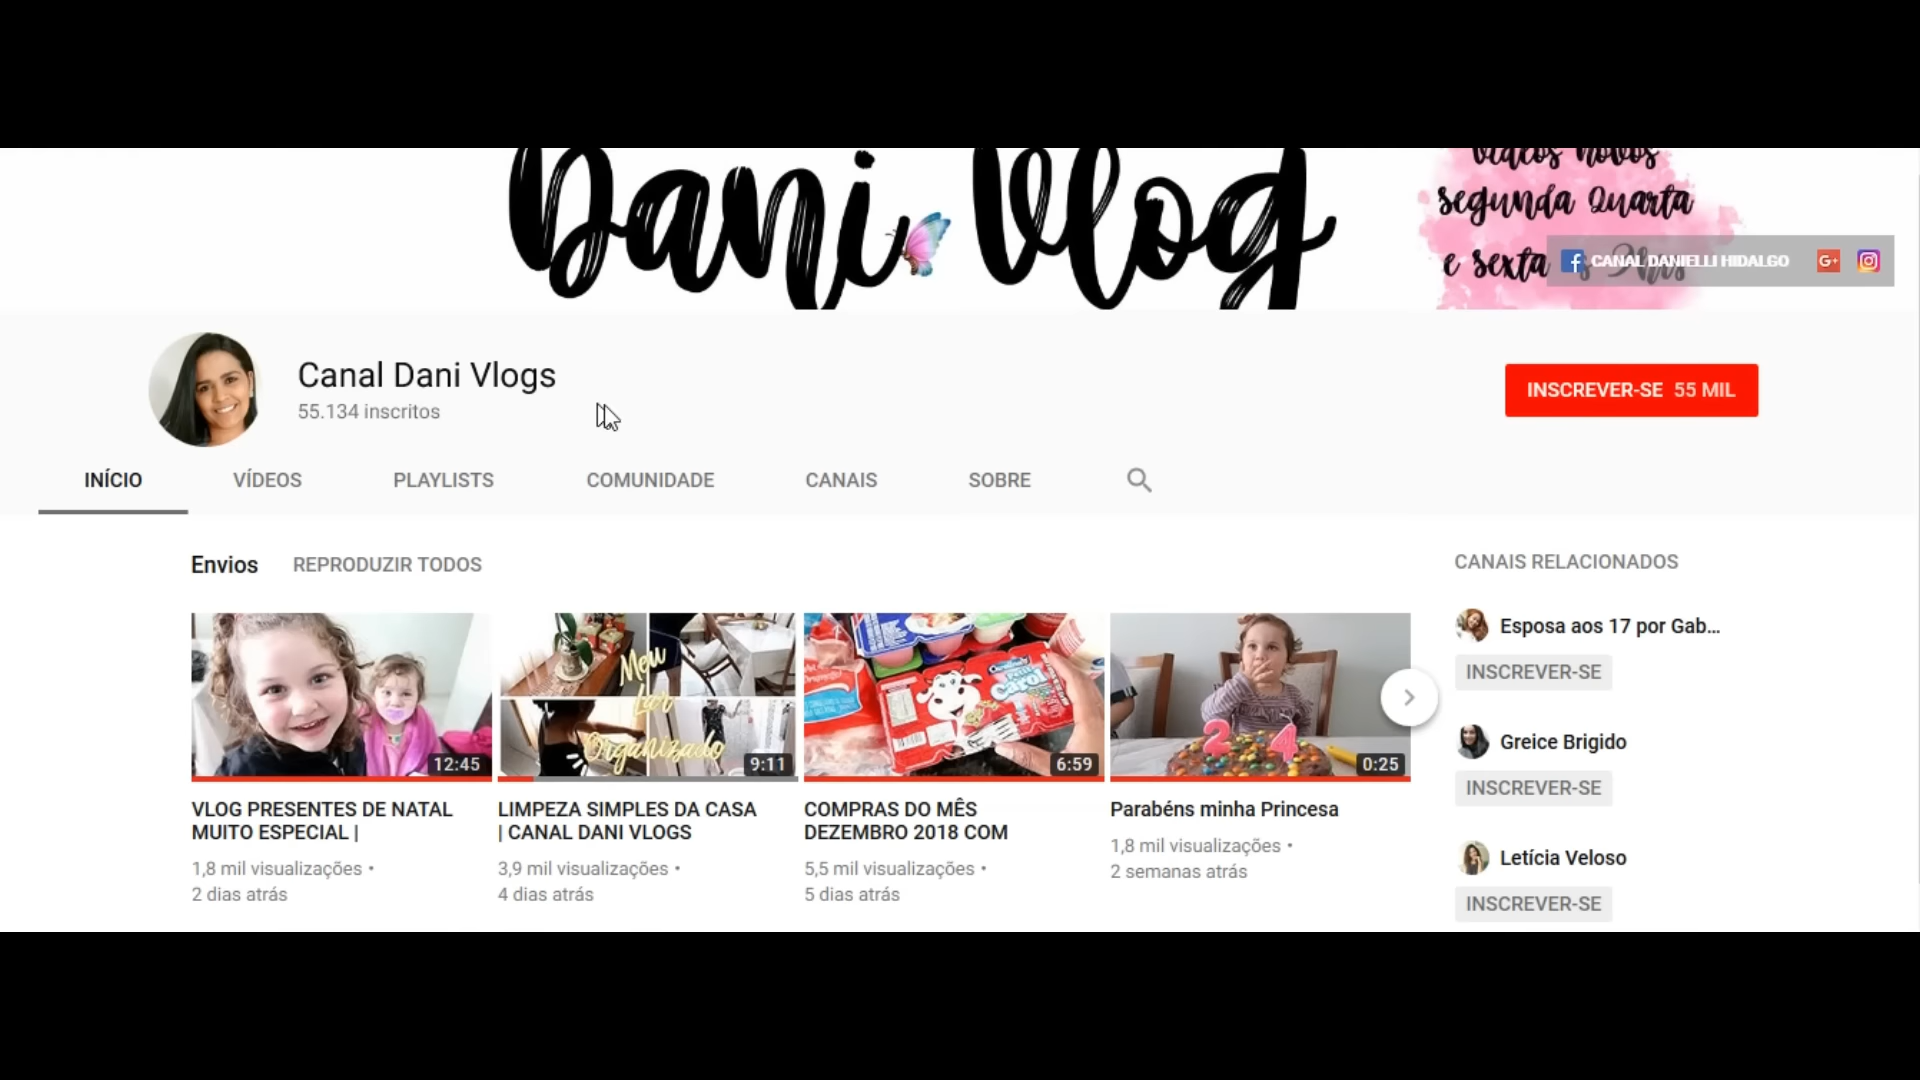 Dani Vlog
vídeos novos
segunda Quarta
e sexta
CANAL DANIELLI HIDALGO
G+
Canal Dani Vlogs
55.134 inscritos
INSCREVER-SE 55 MIL
INÍCIO VÍDEOS PLAYLISTS COMUNIDADE CANAIS SOBRE
Envios REPRODUZIR TODOS
Meu
Lar
Organizado
24
12:45
9:11
6:59
0:25
VLOG PRESENTES DE NATAL
MUITO ESPECIAL |
1,8 mil visualizações •
2 dias atrás
LIMPEZA SIMPLES DA CASA
| CANAL DANI VLOGS
3,9 mil visualizações •
4 dias atrás
COMPRAS DO MÊS
DEZEMBRO 2018 COM
5,5 mil visualizações •
5 dias atrás
Parabéns minha Princesa
1,8 mil visualizações •
2 semanas atrás
CANAIS RELACIONADOS
Esposa aos 17 por Gab...
INSCREVER-SE
Greice Brigido
INSCREVER-SE
Letícia Veloso
INSCREVER-SE